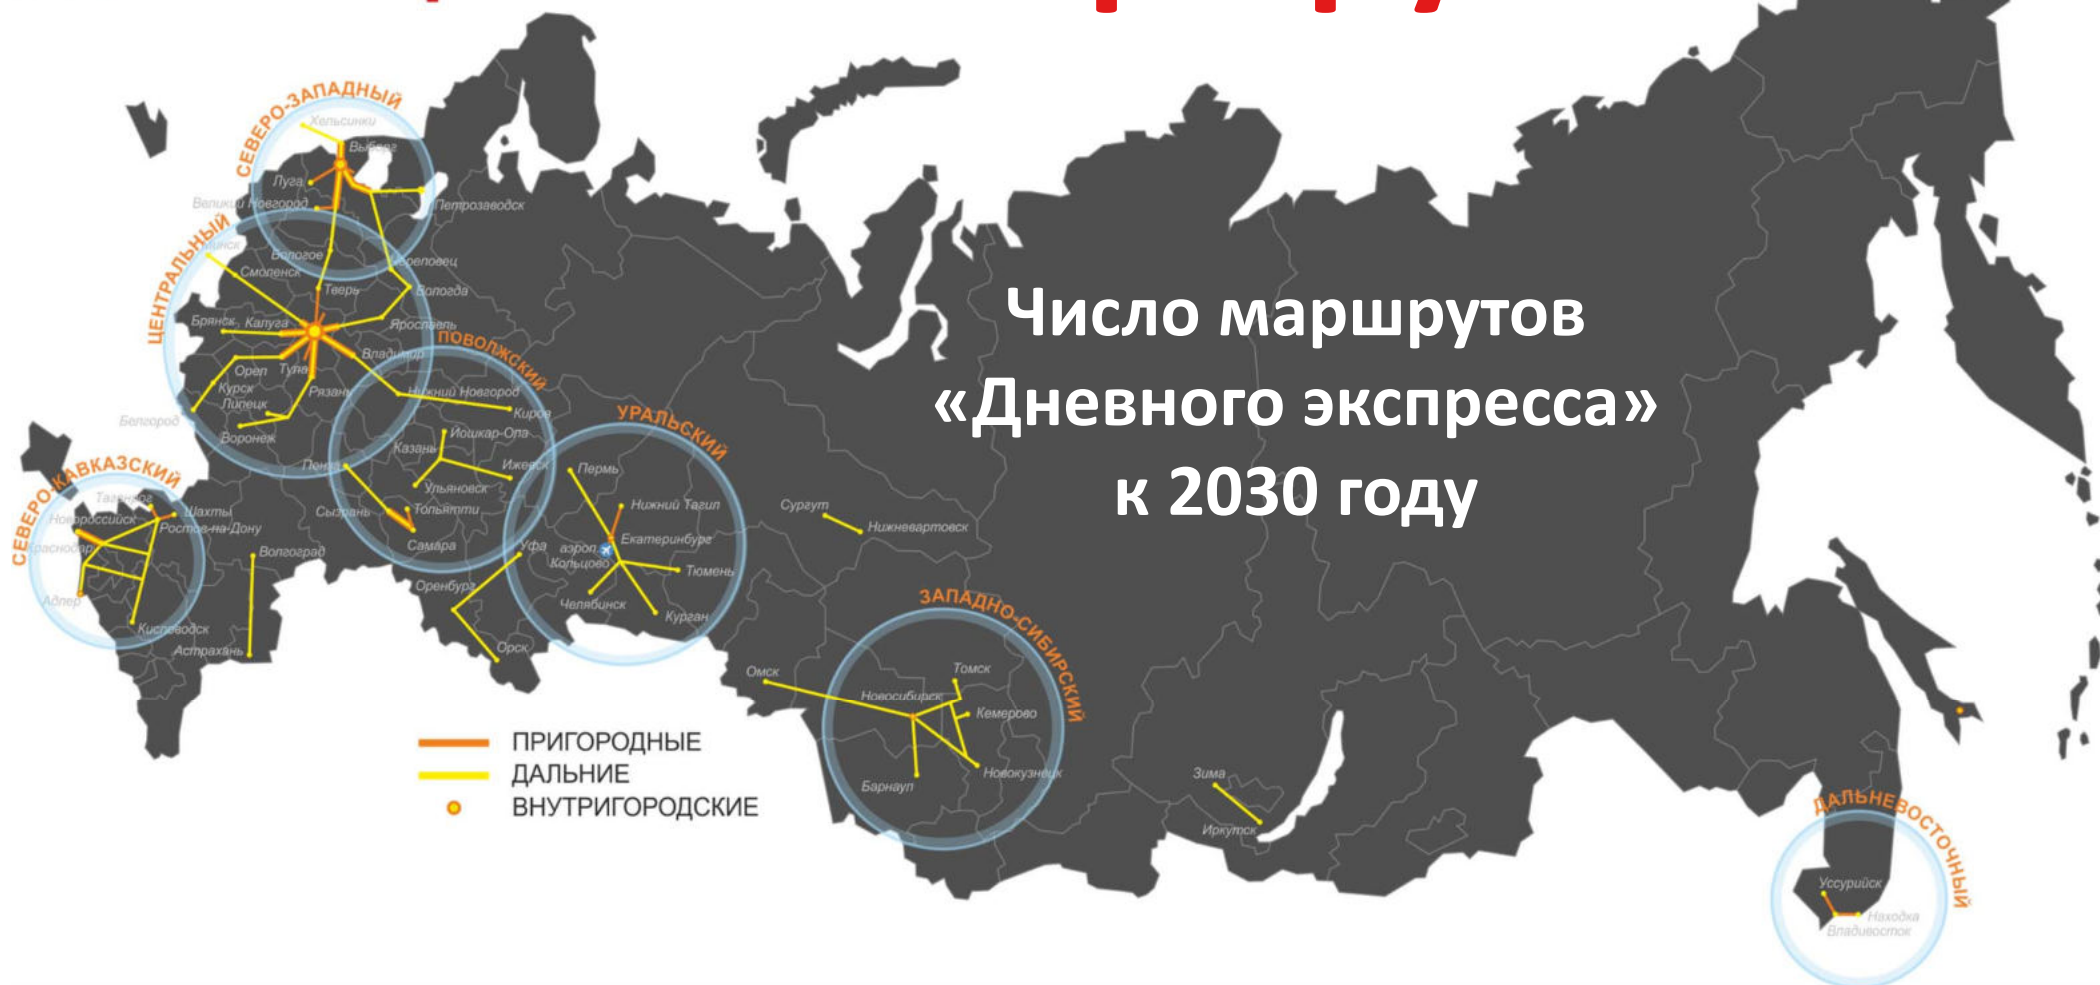 СЕВЕРО-ЗАПАДНЫЙ
Хельсинки
Выборг
Луга
Великий Новгород
Петрозаводск
ЦЕНТРАЛЬНЫЙ
Минск
Бологое
Череповец
Смоленск
Тверь
Вологда
Брянск
Калуга
Ярославль
Владимир
Орел
Тула
Курск
Рязань
Липецк
Белгород
Воронеж
ПОВОЛЖСКИЙ
Нижний Новгород
Киров
Йошкар-Ола
Казань
Пенза
Ижевск
Ульяновск
Сызрань
Тольятти
Самара
УРАЛЬСКИЙ
Пермь
Нижний Тагил
Екатеринбург
Уфа
аэроп.
Кольцово
Тюмень
Челябинск
Курган
Оренбург
Орск
СЕВЕРО-КАВКАЗСКИЙ
Таганрог
Шахты
Новороссийск
Ростов-на-Дону
Краснодар
Адлер
Кисловодск
Волгоград
Астрахань
Сургут
Нижневартовск
Число маршрутов
«Дневного экспресса»
к 2030 году
ЗАПАДНО-СИБИРСКИЙ
Омск
Томск
Новосибирск
Кемерово
Барнаул
Новокузнецк
Зима
Иркутск
ДАЛЬНЕВОСТОЧНЫЙ
Уссурийск
Находка
Владивосток
ПРИГОРОДНЫЕ
ДАЛЬНИЕ
ВНУТРИГОРОДСКИЕ